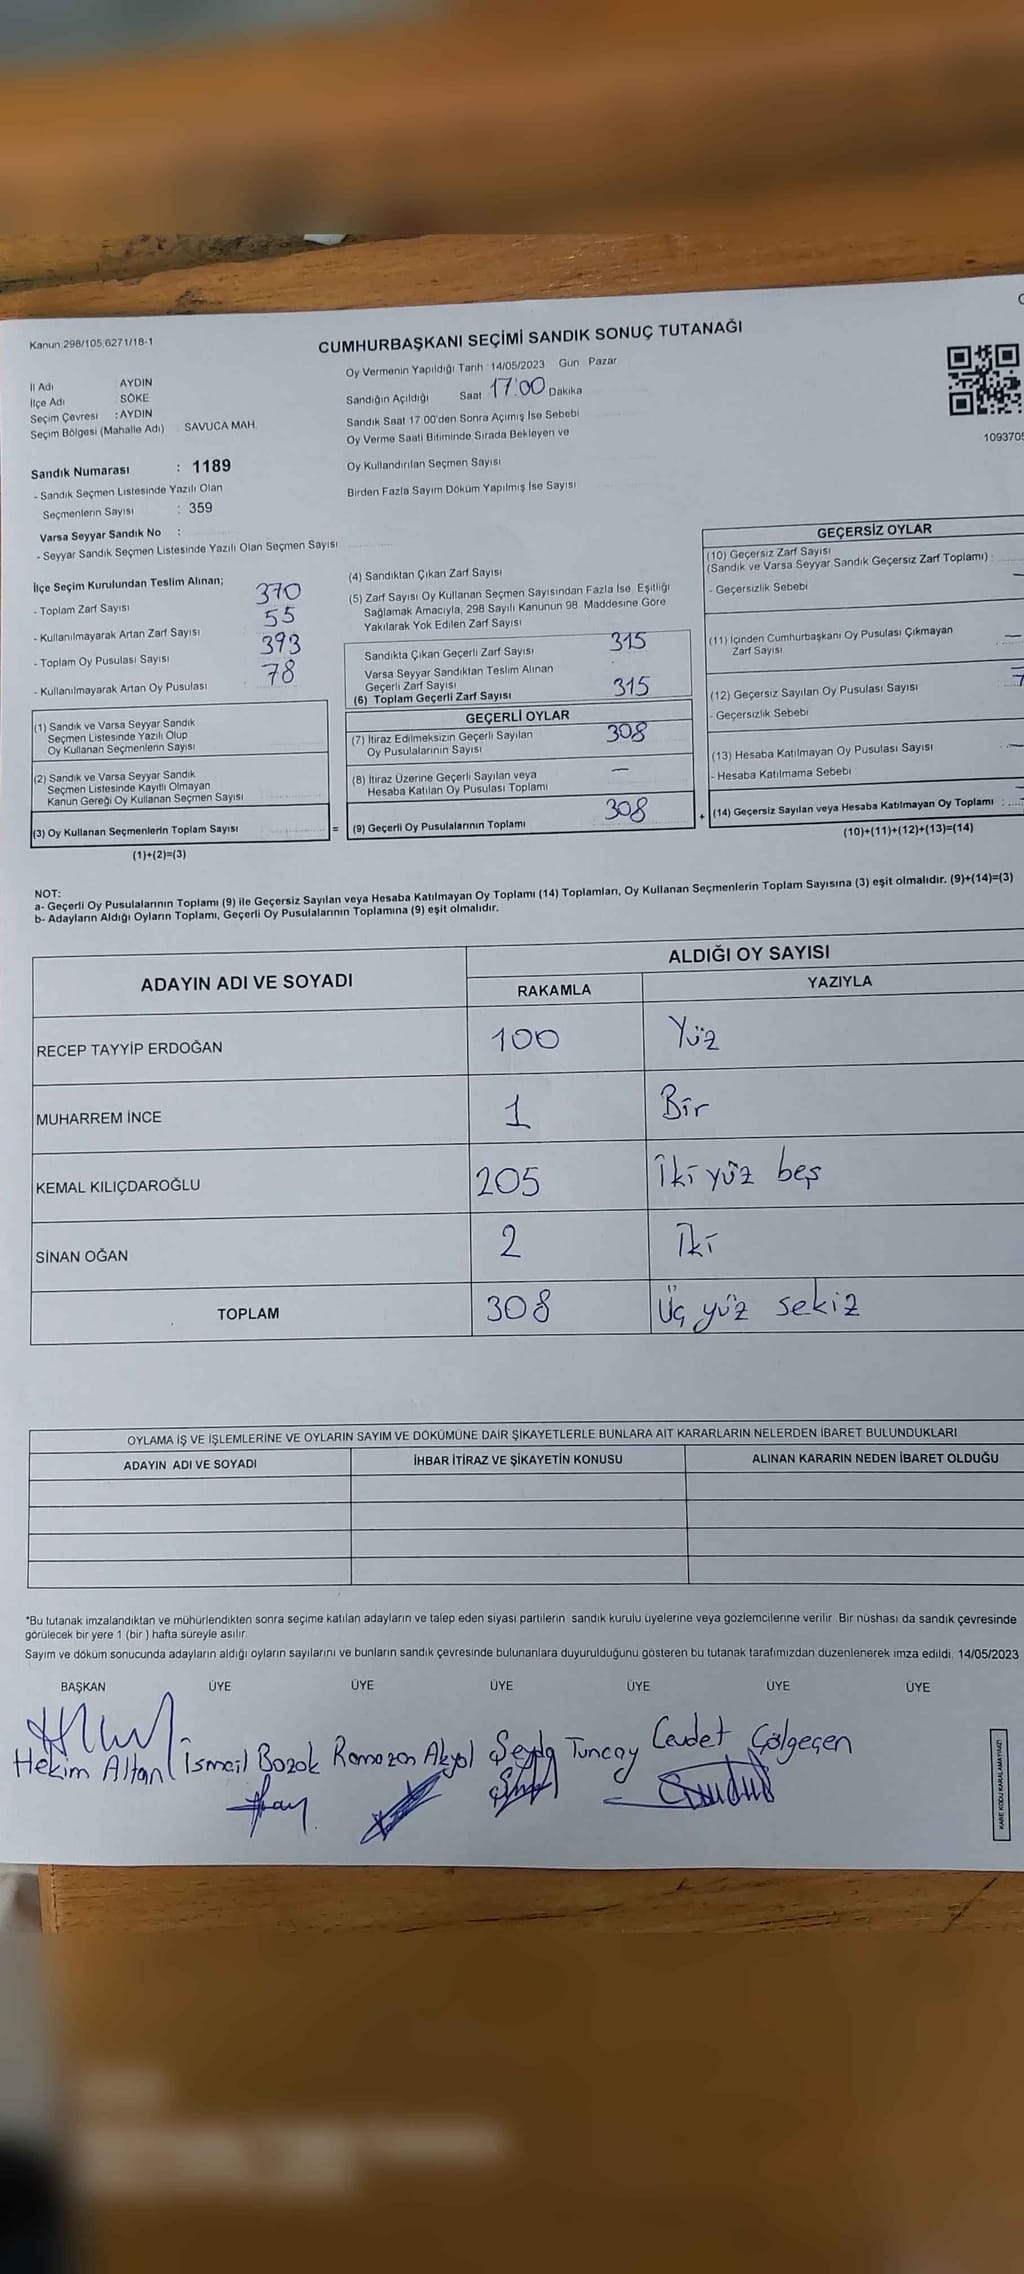 Kanun 298/105,6271/18-1
CUMHURBAŞKANI SEÇİMİ SANDIK SONUÇ TUTANAĞI
İl Adı : AYDIN
İlçe Adı : SÖKE
Seçim Çevresi : AYDIN
Seçim Bölgesi (Mahalle Adı) : SAVUCA MAH.
Sandık Numarası : 1189
- Sandık Seçmen Listesinde Yazılı Olan
Seçmenlerin Sayısı : 359
Varsa Seyyar Sandık No :
- Seyyar Sandık Seçmen Listesinde Yazılı Olan Seçmen Sayısı
Oy Vermenin Yapıldığı Tarih 14/05/2023 Gün Pazar
Sandığın Açıldığı Saat 17:00 Dakika
Sandık Saat 17 00'den Sonra Açımış İse Sebebi
Oy Verme Saati Bitiminde Sırada Bekleyen ve
Oy Kullandırılan Seçmen Sayısı
Birden Fazla Sayım Döküm Yapılmış İse Sayısı
109370
İlçe Seçim Kurulundan Teslim Alınan;
- Toplam Zarf Sayısı 370
- Kullanılmayarak Artan Zarf Sayısı 55
- Toplam Oy Pusulası Sayısı 393
- Kullanılmayarak Artan Oy Pusulası 78
(1) Sandık ve Varsa Seyyar Sandık
Seçmen Listesinde Yazılı Olup
Oy Kullanan Seçmenlerin Sayısı
(2) Sandık ve Varsa Seyyar Sandık
Seçmen Listesinde Kayıtlı Olmayan
Kanun Gereği Oy Kullanan Seçmen Sayısı
(3) Oy Kullanan Seçmenlerin Toplam Sayısı =
(1)+(2)=(3)
(4) Sandıktan Çıkan Zarf Sayısı
(5) Zarf Sayısı Oy Kullanan Seçmen Sayısından Fazla İse, Eşitliği
Sağlamak Amacıyla, 298 Sayılı Kanunun 98. Maddesine Göre
Yakılarak Yok Edilen Zarf Sayısı
Sandıkta Çıkan Geçerli Zarf Sayısı 315
Varsa Seyyar Sandıktan Teslim Alınan
Geçerli Zarf Sayısı
(6) Toplam Geçerli Zarf Sayısı 315
GEÇERLİ OYLAR
(7) İtiraz Edilmeksizin Geçerli Sayılan
Oy Pusulalarının Sayısı 308
(8) İtiraz Üzerine Geçerli Sayılan veya
Hesaba Katılan Oy Pusulası Toplamı —
(9) Geçerli Oy Pusulalarının Toplamı 308 +
GEÇERSİZ OYLAR
(10) Geçersiz Zarf Sayısı
(Sandık ve Varsa Seyyar Sandık Geçersiz Zarf Toplamı) :
- Geçersizlik Sebebi
(11) İçinden Cumhurbaşkanı Oy Pusulası Çıkmayan
Zarf Sayısı —
(12) Geçersiz Sayılan Oy Pusulası Sayısı
- Geçersizlik Sebebi
(13) Hesaba Katılmayan Oy Pusulası Sayısı
- Hesaba Katılmama Sebebi
(14) Geçersiz Sayılan veya Hesaba Katılmayan Oy Toplamı :
(10)+(11)+(12)+(13)=(14)
NOT:
a- Geçerli Oy Pusulalarının Toplamı (9) ile Geçersiz Sayılan veya Hesaba Katılmayan Oy Toplamı (14) Toplamları, Oy Kullanan Seçmenlerin Toplam Sayısına (3) eşit olmalıdır. (9)+(14)=(3)
b- Adayların Aldığı Oyların Toplamı, Geçerli Oy Pusulalarının Toplamına (9) eşit olmalıdır.
ADAYIN ADI VE SOYADI ALDIĞI OY SAYISI
RAKAMLA YAZIYLA
RECEP TAYYİP ERDOĞAN 100 Yüz
MUHARREM İNCE 1 Bir
KEMAL KILIÇDAROĞLU 205 İki yüz beş
SİNAN OĞAN 2 İki
TOPLAM 308 Üç yüz sekiz
OYLAMA İŞ VE İŞLEMLERİNE VE OYLARIN SAYIM VE DÖKÜMÜNE DAİR ŞİKAYETLERLE BUNLARA AİT KARARLARIN NELERDEN İBARET BULUNDUKLARI
ADAYIN ADI VE SOYADI İHBAR İTİRAZ VE ŞİKAYETİN KONUSU ALINAN KARARIN NEDEN İBARET OLDUĞU
*Bu tutanak imzalandıktan ve mühürlendikten sonra seçime katılan adayların ve talep eden siyasi partilerin sandık kurulu üyelerine veya gözlemcilerine verilir. Bir nüshası da sandık çevresinde
görülecek bir yere 1 (bir ) hafta süreyle asılır.
Sayım ve döküm sonucunda adayların aldığı oyların sayılarını ve bunların sandık çevresinde bulunanlara duyurulduğunu gösteren bu tutanak tarafımızdan düzenlenerek imza edildi. 14/05/2023
BAŞKAN ÜYE ÜYE ÜYE ÜYE ÜYE ÜYE
Hekim Altan İsmail Bozok Ramazan Akyol Şeyda Tuncay Cevdet Gölgeçen
KARE KODU KARALAMAYINIZ!